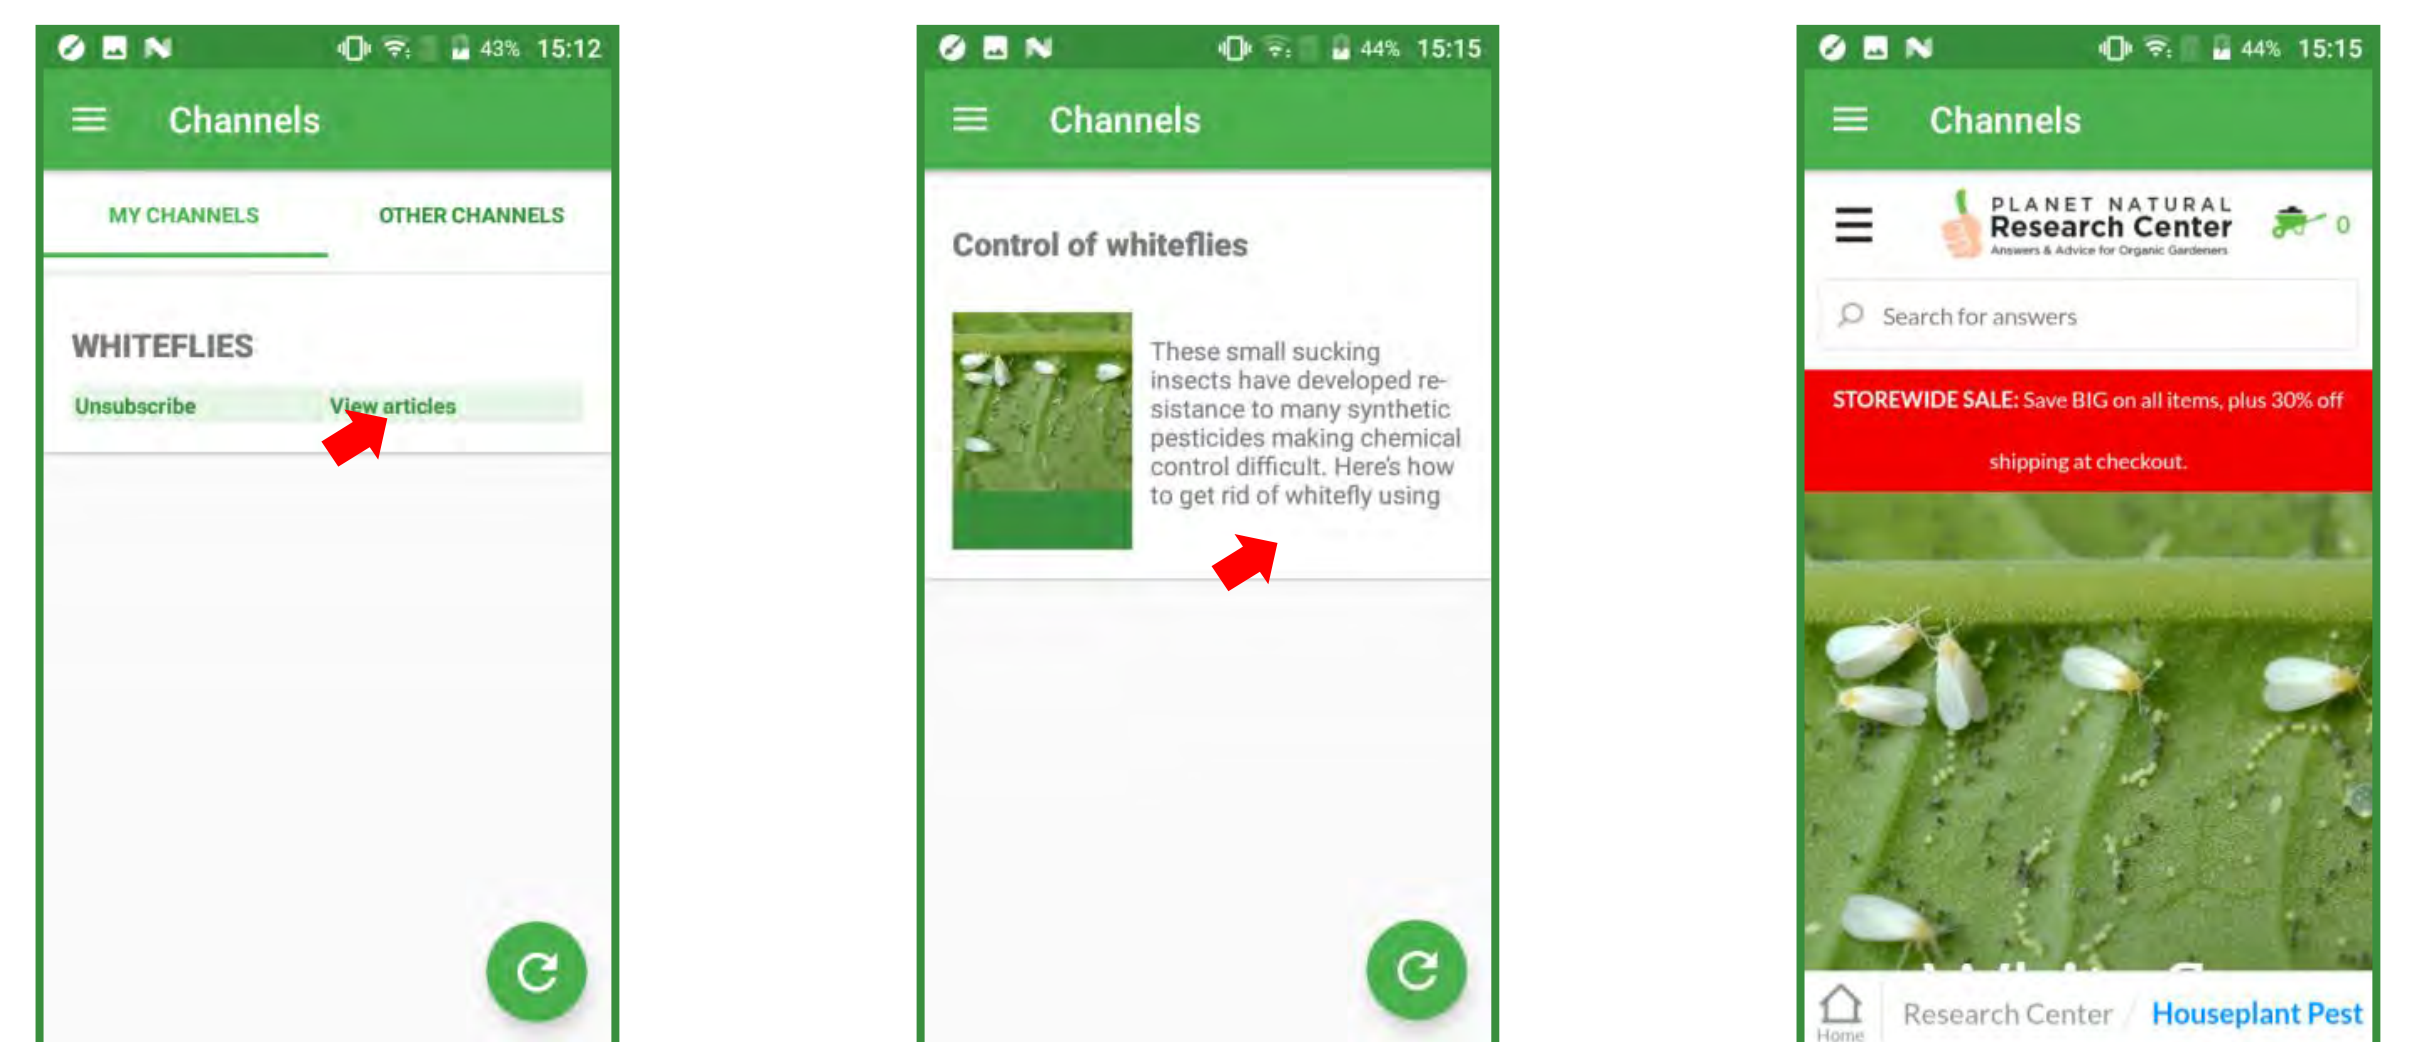 43% 15:12
Channels
MY CHANNELS OTHER CHANNELS
WHITEFLIES
Unsubscribe View articles
44% 15:15
Channels
Control of whiteflies
These small sucking
insects have developed re-
sistance to many synthetic
pesticides making chemical
control difficult. Here's how
to get rid of whitefly using
44% 15:15
Channels
PLANET NATURAL
Research Center
Answers & Advice for Organic Gardeners
0
Search for answers
STOREWIDE SALE: Save BIG on all items, plus 30% off
shipping at checkout.
Home
Research Center / Houseplant Pest